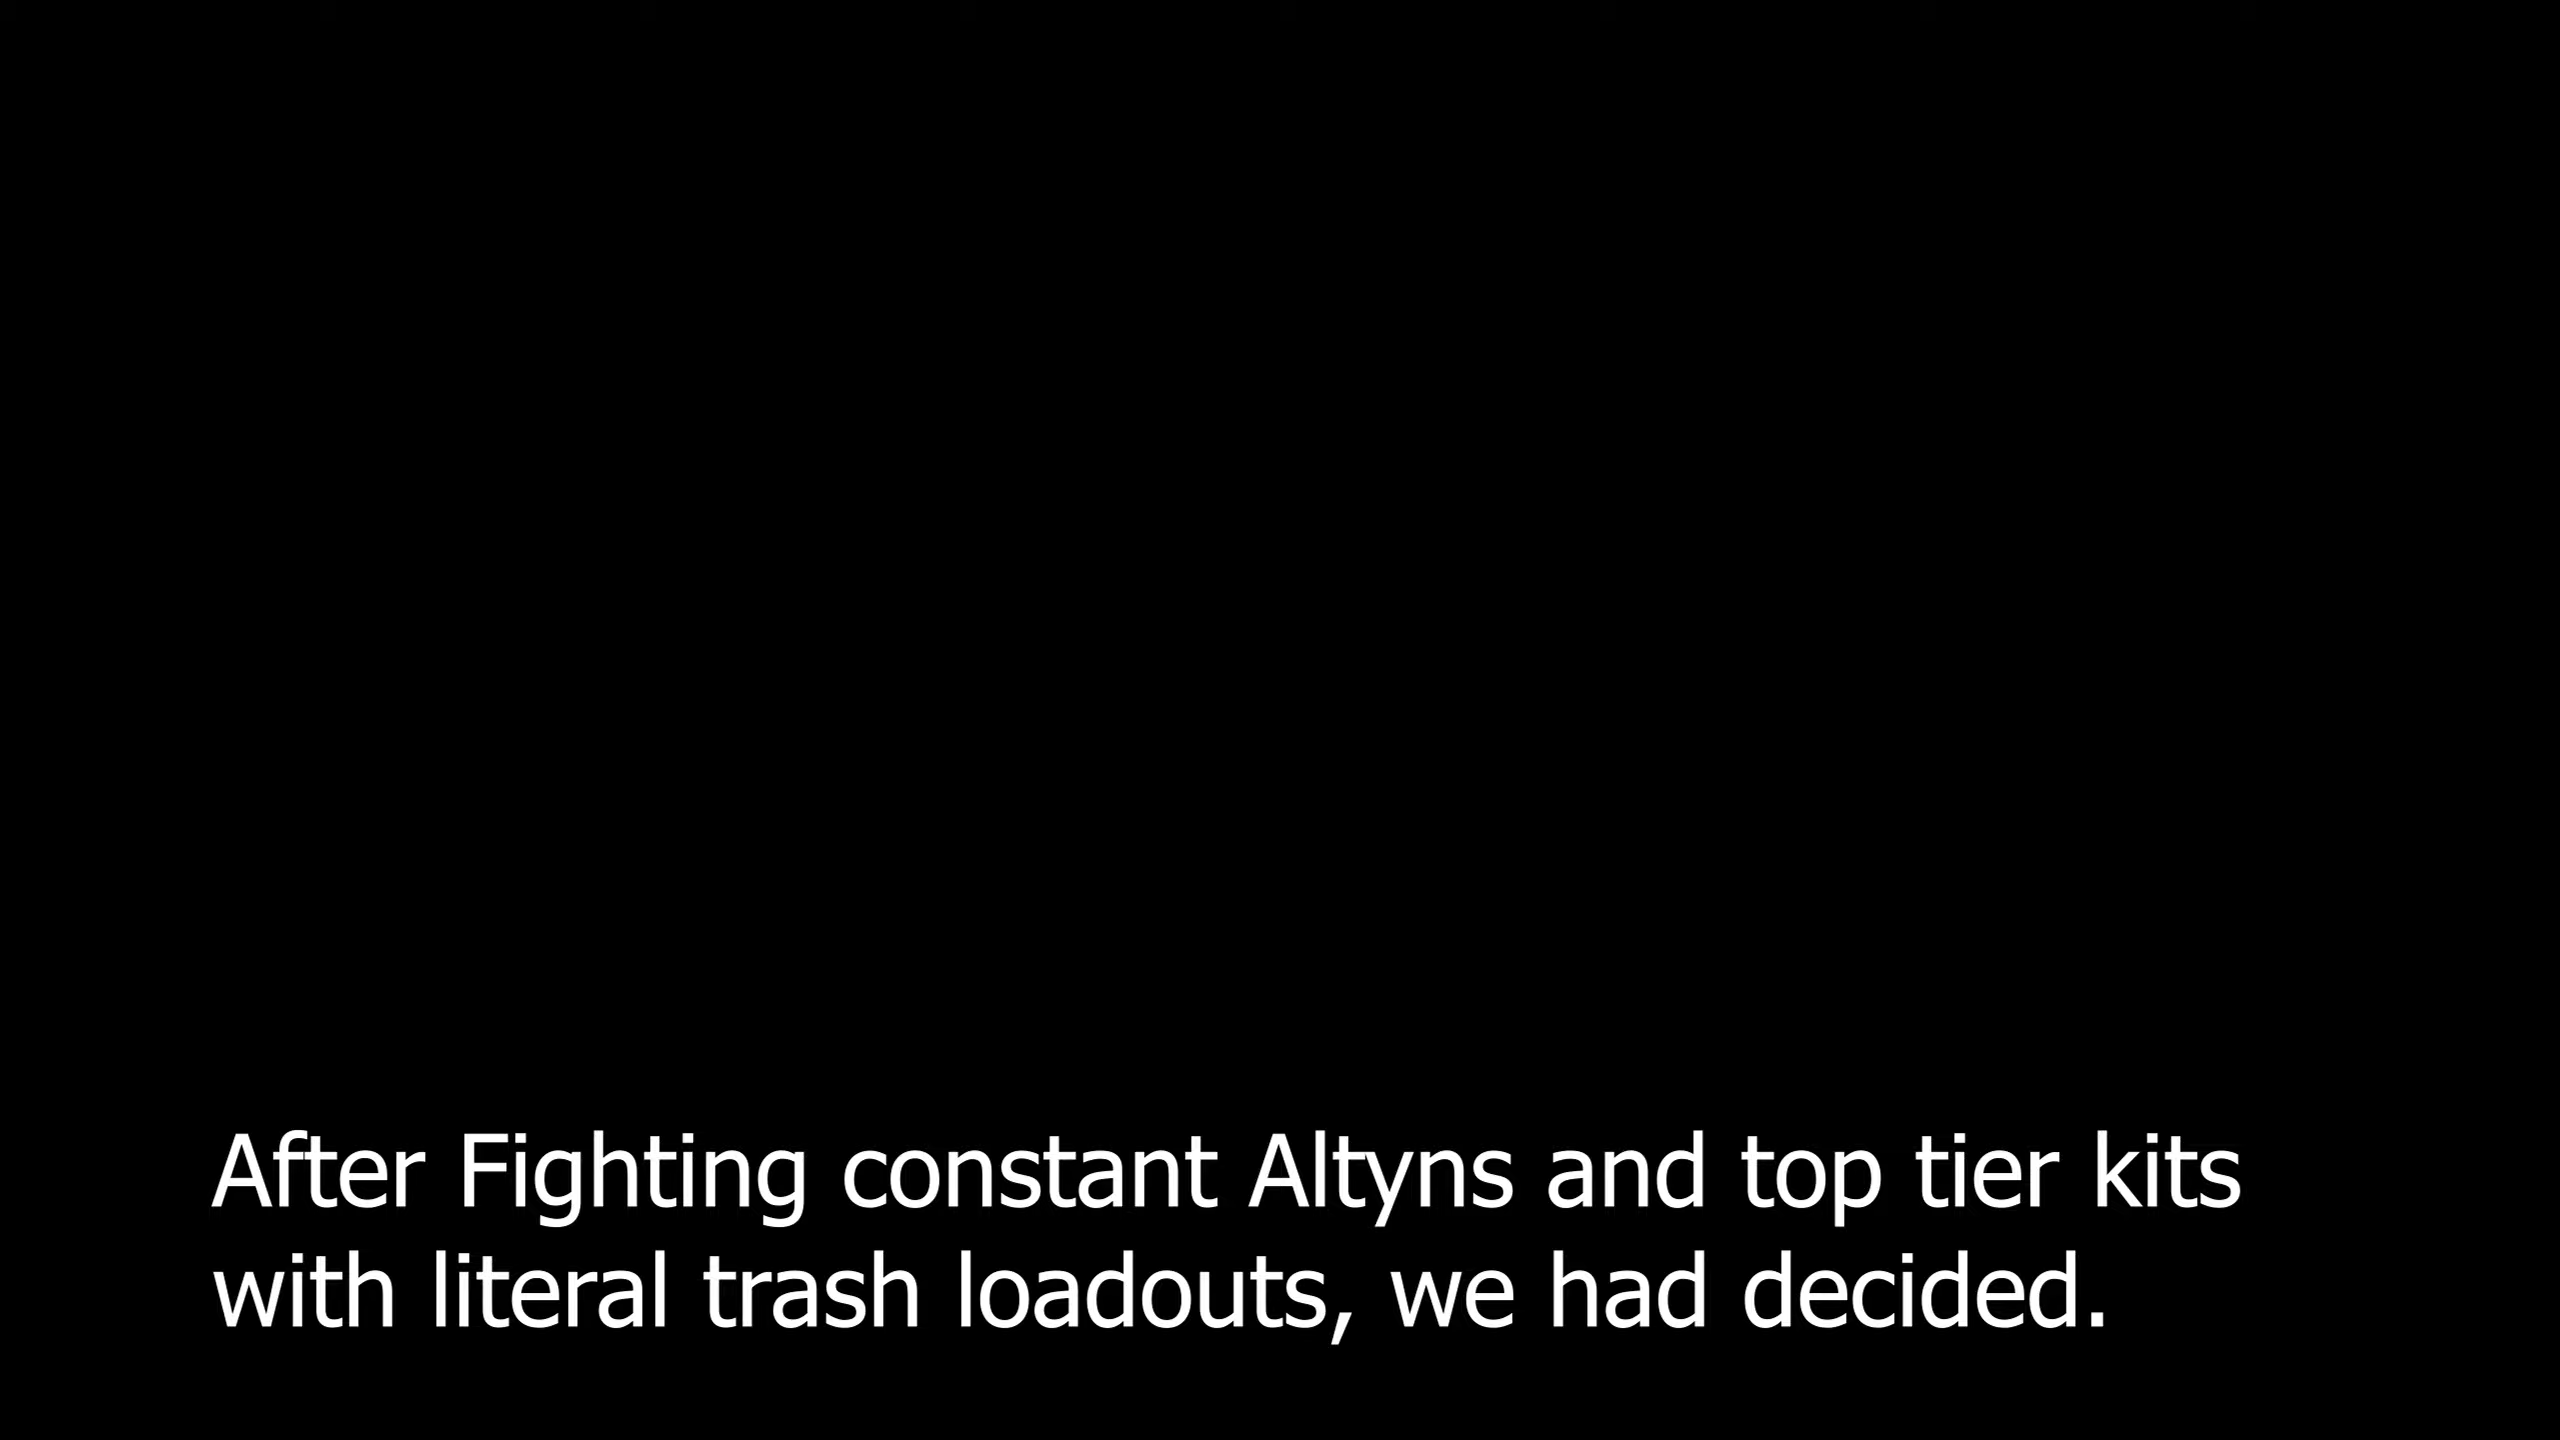 After Fighting constant Altyns and top tier kits
with literal trash loadouts, we had decided.